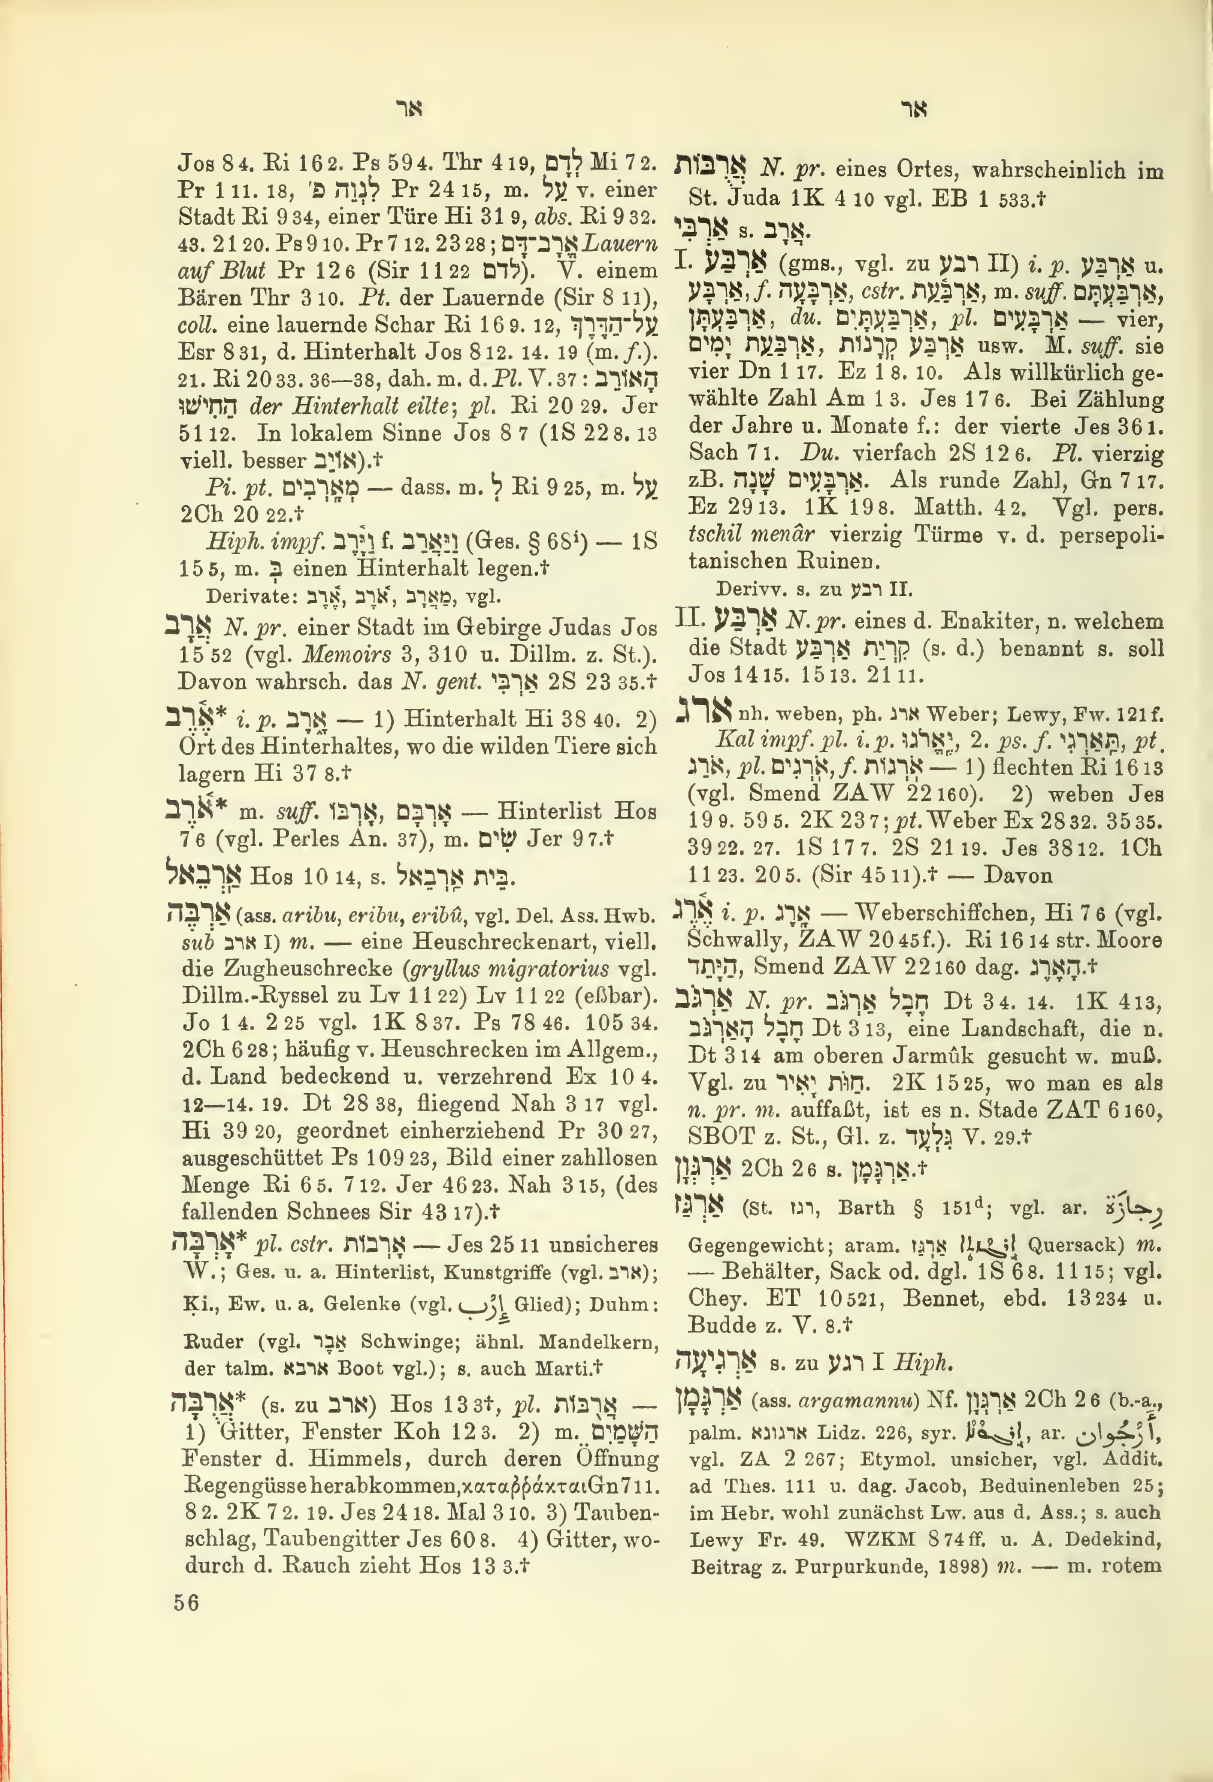 אר
אר
Jos 8 4. Ri 16 2. Ps 59 4. Thr 4 19, לְדָם Mi 7 2.
Pr 1 11. 18, לִנְוֵה פ׳ Pr 24 15, m. עַל v. einer
Stadt Ri 9 34, einer Türe Hi 31 9, abs. Ri 9 32.
43. 21 20. Ps 9 10. Pr 7 12. 23 28; אֱרָב־דָּם Lauern
auf Blut Pr 12 6 (Sir 11 22 לדם). V. einem
Bären Thr 3 10. Pt. der Lauernde (Sir 8 11),
coll. eine lauernde Schar Ri 16 9. 12, עַל־הַדֶּרֶךְ
Esr 8 31, d. Hinterhalt Jos 8 12. 14. 19 (m. f.).
21. Ri 20 33. 36—38, dah. m. d. Pl. V. 37: הָאוֹרֵב
הֵחִישׁוּ der Hinterhalt eilte; pl. Ri 20 29. Jer
51 12. In lokalem Sinne Jos 8 7 (1S 22 8. 13
viell. besser אוֹיֵב).†
Pi. pt. מְאָרְבִים — dass. m. לְ Ri 9 25, m. עַל
2Ch 20 22.†
Hiph. impf. וַיָּרֶב f. וַיַּאֲרֵב (Ges. § 68i) — 1S
15 5, m. בְּ einen Hinterhalt legen.†
Derivate: אֶרֶב, אֹרֶב, מַאֲרָב, vgl.
אֲרָב N. pr. einer Stadt im Gebirge Judas Jos
15 52 (vgl. Memoirs 3, 310 u. Dillm. z. St.).
Davon wahrsch. das N. gent. אַרְבִּי 2S 23 35.†
אֶרֶב* i. p. אָרֶב — 1) Hinterhalt Hi 38 40. 2)
Ort des Hinterhaltes, wo die wilden Tiere sich
lagern Hi 37 8.†
אֹרֶב* m. suff. אָרְבּוֹ, אָרְבָּם — Hinterlist Hos
7 6 (vgl. Perles An. 37), m. שִׂים Jer 9 7.†
אַרְבֵאל Hos 10 14, s. בֵּית אַרְבֵאל.
אַרְבֶּה (ass. aribu, eribu, eribû, vgl. Del. Ass. Hwb.
sub ארב I) m. — eine Heuschreckenart, viell.
die Zugheuschrecke (gryllus migratorius vgl.
Dillm.-Ryssel zu Lv 11 22) Lv 11 22 (eßbar).
Jo 1 4. 2 25 vgl. 1K 8 37. Ps 78 46. 105 34.
2Ch 6 28; häufig v. Heuschrecken im Allgem.,
d. Land bedeckend u. verzehrend Ex 10 4.
12—14. 19. Dt 28 38, fliegend Nah 3 17 vgl.
Hi 39 20, geordnet einherziehend Pr 30 27,
ausgeschüttet Ps 109 23, Bild einer zahllosen
Menge Ri 6 5. 7 12. Jer 46 23. Nah 3 15, (des
fallenden Schnees Sir 43 17).†
אָרְבָּה* pl. cstr. אָרְבוֹת — Jes 25 11 unsicheres
W.; Ges. u. a. Hinterlist, Kunstgriffe (vgl. ארב);
Ḳi., Ew. u. a. Gelenke (vgl. إِرْب Glied); Duhm:
Ruder (vgl. אֵבֶר Schwinge; ähnl. Mandelkern,
der talm. ארבא Boot vgl.); s. auch Marti.†
אֲרֻבָּה* (s. zu ארב) Hos 13 3†, pl. אֲרֻבּוֹת —
1) Gitter, Fenster Koh 12 3. 2) m. הַשָּׁמַיִם
Fenster d. Himmels, durch deren Öffnung
Regengüsse herabkommen, καταῤῥάκται Gn 7 11.
8 2. 2K 7 2. 19. Jes 24 18. Mal 3 10. 3) Tauben-
schlag, Taubengitter Jes 60 8. 4) Gitter, wo-
durch d. Rauch zieht Hos 13 3.†
56
אֲרֻבּוֹת N. pr. eines Ortes, wahrscheinlich im
St. Juda 1K 4 10 vgl. EB 1 533.†
אַרְבִּי s. אֲרָב.
I. אַרְבַּע (gms., vgl. zu רבע II) i. p. אַרְבַּע u.
אַרְבָּע, f. אַרְבָּעָה, cstr. אַרְבַּעַת, m. suff. אַרְבַּעְתָּם,
אַרְבַּעְתָּן, du. אַרְבַּעְתַּיִם, pl. אַרְבָּעִים — vier,
אַרְבַּע קְרָנוֹת, אַרְבַּעַת יָמִים usw. M. suff. sie
vier Dn 1 17. Ez 1 8. 10. Als willkürlich ge-
wählte Zahl Am 1 3. Jes 17 6. Bei Zählung
der Jahre u. Monate f.: der vierte Jes 36 1.
Sach 7 1. Du. vierfach 2S 12 6. Pl. vierzig
zB. אַרְבָּעִים שָׁנָה. Als runde Zahl, Gn 7 17.
Ez 29 13. 1K 19 8. Matth. 4 2. Vgl. pers.
tschil menâr vierzig Türme v. d. persepoli-
tanischen Ruinen.
Derivv. s. zu רבע II.
II. אַרְבַּע N. pr. eines d. Enakiter, n. welchem
die Stadt קִרְיַת אַרְבַּע (s. d.) benannt s. soll
Jos 14 15. 15 13. 21 11.
ארג nh. weben, ph. ארג Weber; Lewy, Fw. 121 f.
Kal impf. pl. i. p. יֶאֱרֹגוּ, 2. ps. f. תַּאַרְגִי, pt.
אֹרֵג, pl. אֹרְגִים, f. אֹרְגוֹת — 1) flechten Ri 16 13
(vgl. Smend ZAW 22 160). 2) weben Jes
19 9. 59 5. 2K 23 7; pt. Weber Ex 28 32. 35 35.
39 22. 27. 1S 17 7. 2S 21 19. Jes 38 12. 1Ch
11 23. 20 5. (Sir 45 11).† — Davon
אֶרֶג i. p. אָרֶג — Weberschiffchen, Hi 7 6 (vgl.
Schwally, ZAW 20 45 f.). Ri 16 14 str. Moore
היתד, Smend ZAW 22 160 dag. הָאֶרֶג.†
אַרְגֹּב N. pr. חֶבֶל אַרְגֹּב Dt 3 4. 14. 1K 4 13,
חֶבֶל הָאַרְגֹּב Dt 3 13, eine Landschaft, die n.
Dt 3 14 am oberen Jarmûk gesucht w. muß.
Vgl. zu חַוֹּת יָאִיר. 2K 15 25, wo man es als
n. pr. m. auffaßt, ist es n. Stade ZAT 6 160,
SBOT z. St., Gl. z. גִּלְעָד V. 29.†
אַרְגְּוָן 2Ch 2 6 s. אַרְגָּמָן.†
אַרְגַּז (St. רגז, Barth § 151d; vgl. ar. رِجازة
Gegengewicht; aram. ארגז Quersack) m.
— Behälter, Sack od. dgl. 1S 6 8. 11 15; vgl.
Chey. ET 10 521, Bennet, ebd. 13 234 u.
Budde z. V. 8.†
אַרְגִּיעָה s. zu רגע I Hiph.
אַרְגָּמָן (ass. argamannu) Nf. אַרְגְּוָן 2Ch 2 6 (b.-a.,
palm. ארגונא Lidz. 226, syr. ar. أُرْجُوان,
vgl. ZA 2 267; Etymol. unsicher, vgl. Addit.
ad Thes. 111 u. dag. Jacob, Beduinenleben 25;
im Hebr. wohl zunächst Lw. aus d. Ass.; s. auch
Lewy Fr. 49. WZKM 8 74 ff. u. A. Dedekind,
Beitrag z. Purpurkunde, 1898) m. — m. rotem